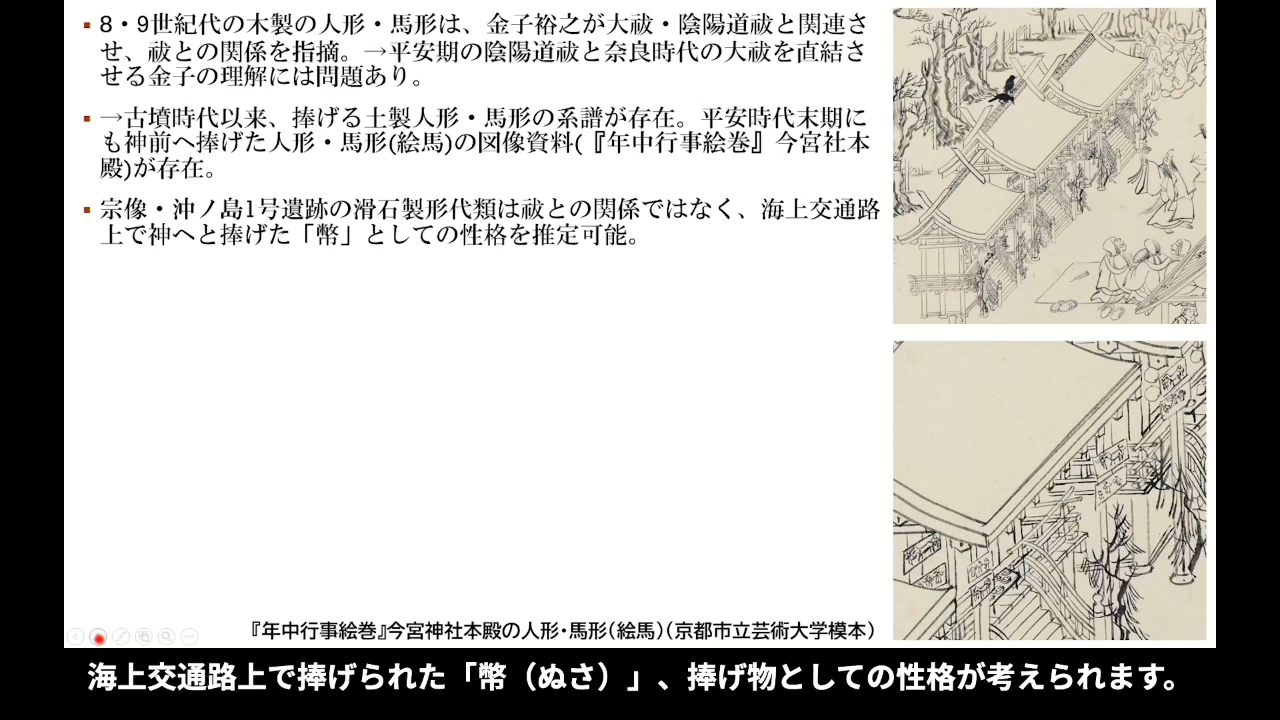 8・9世紀代の木製の人形・馬形は、金子裕之が大祓・陰陽道祓と関連さ
せ、祓との関係を指摘。→平安期の陰陽道祓と奈良時代の大祓を直結さ
せる金子の理解には問題あり。
→古墳時代以来、捧げる土製人形・馬形の系譜が存在。平安時代末期に
も神前へ捧げた人形・馬形(絵馬)の図像資料(『年中行事絵巻』今宮社本
殿)が存在。
宗像・沖ノ島1号遺跡の滑石製形代類は祓との関係ではなく、海上交通路
上で神へと捧げた「幣」としての性格を推定可能。
『年中行事絵巻』今宮神社本殿の人形・馬形（絵馬）（京都市立芸術大学模本）
海上交通路上で捧げられた「幣（ぬさ）」、捧げ物としての性格が考えられます。